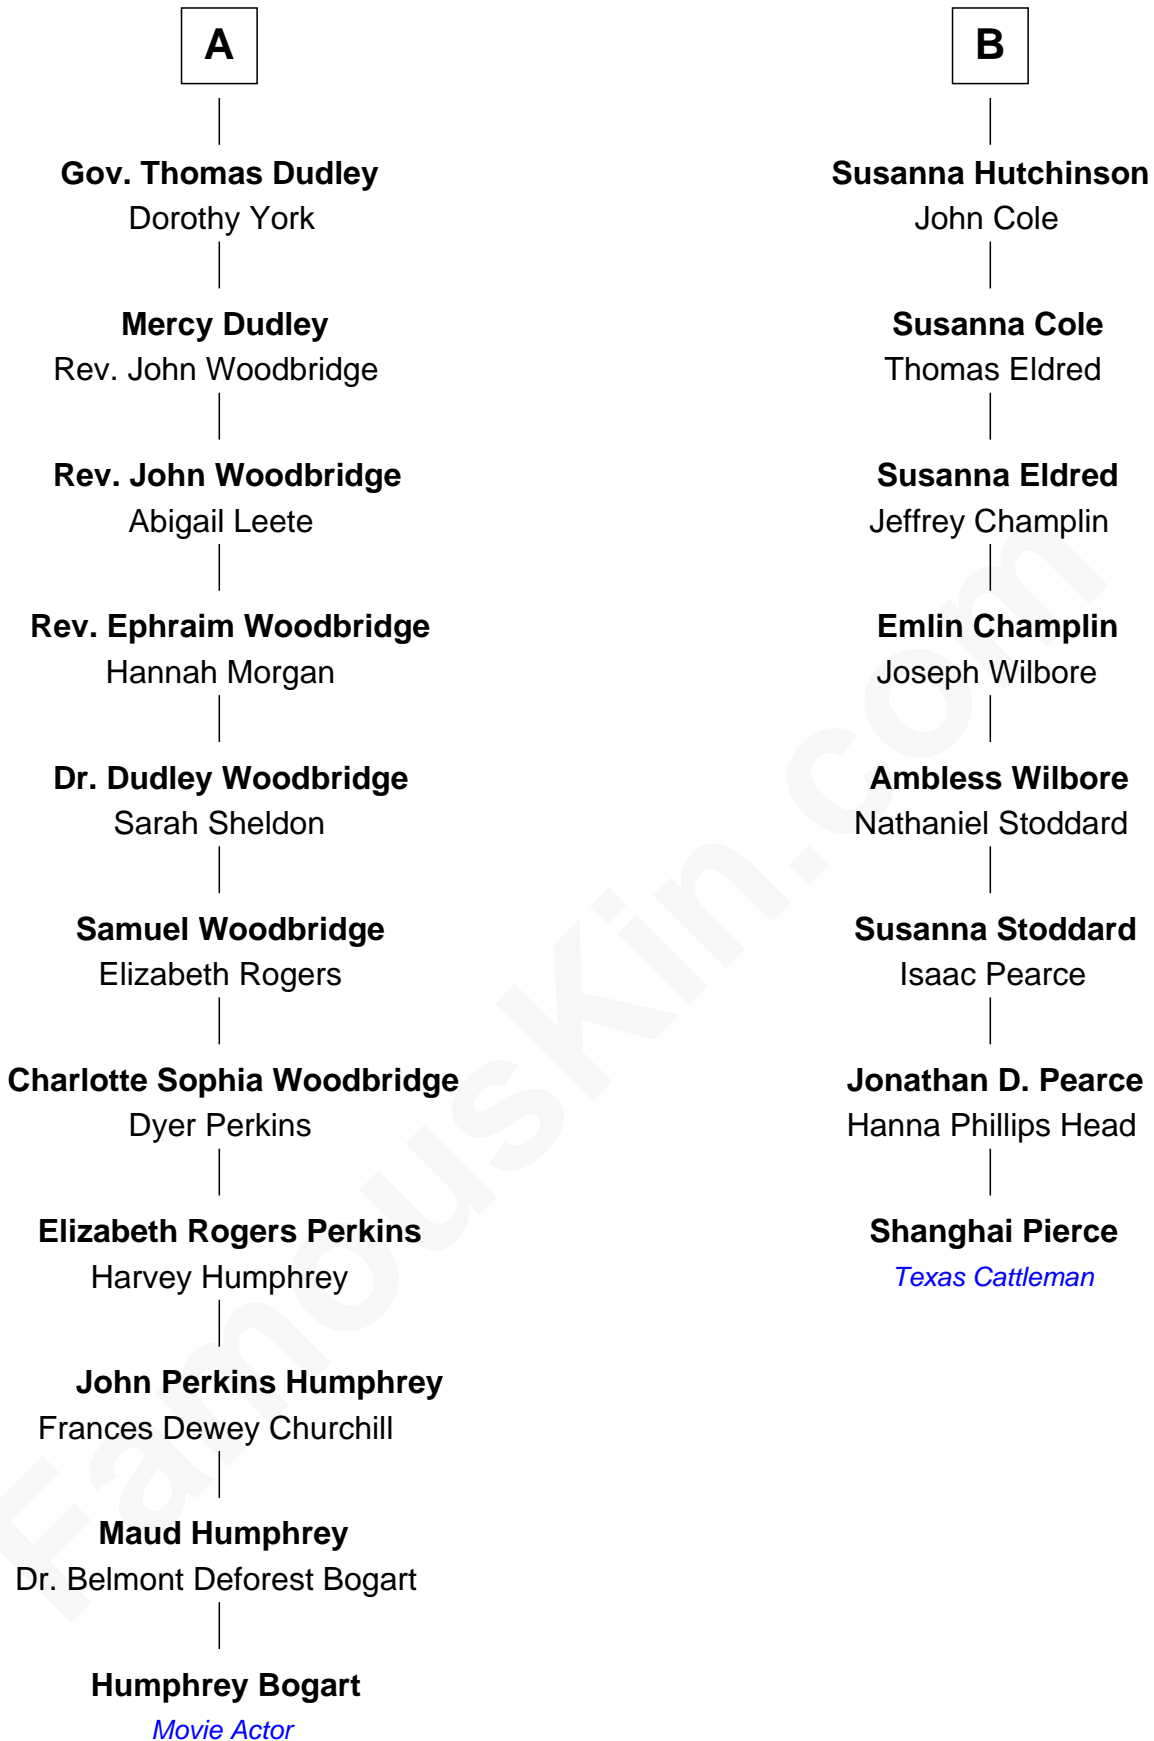 A
Gov. Thomas Dudley
Dorothy York
Mercy Dudley
Rev. John Woodbridge
Rev. John Woodbridge
Abigail Leete
Rev. Ephraim Woodbridge
Hannah Morgan
Dr. Dudley Woodbridge
Sarah Sheldon
Samuel Woodbridge
Elizabeth Rogers
Charlotte Sophia Woodbridge
Dyer Perkins
Elizabeth Rogers Perkins
Harvey Humphrey
John Perkins Humphrey
Frances Dewey Churchill
Maud Humphrey
Dr. Belmont Deforest Bogart
Humphrey Bogart
Movie Actor
B
Susanna Hutchinson
John Cole
Susanna Cole
Thomas Eldred
Susanna Eldred
Jeffrey Champlin
Emlin Champlin
Joseph Wilbore
Ambless Wilbore
Nathaniel Stoddard
Susanna Stoddard
Isaac Pearce
Jonathan D. Pearce
Hanna Phillips Head
Shanghai Pierce
Texas Cattleman
FamousKin.com